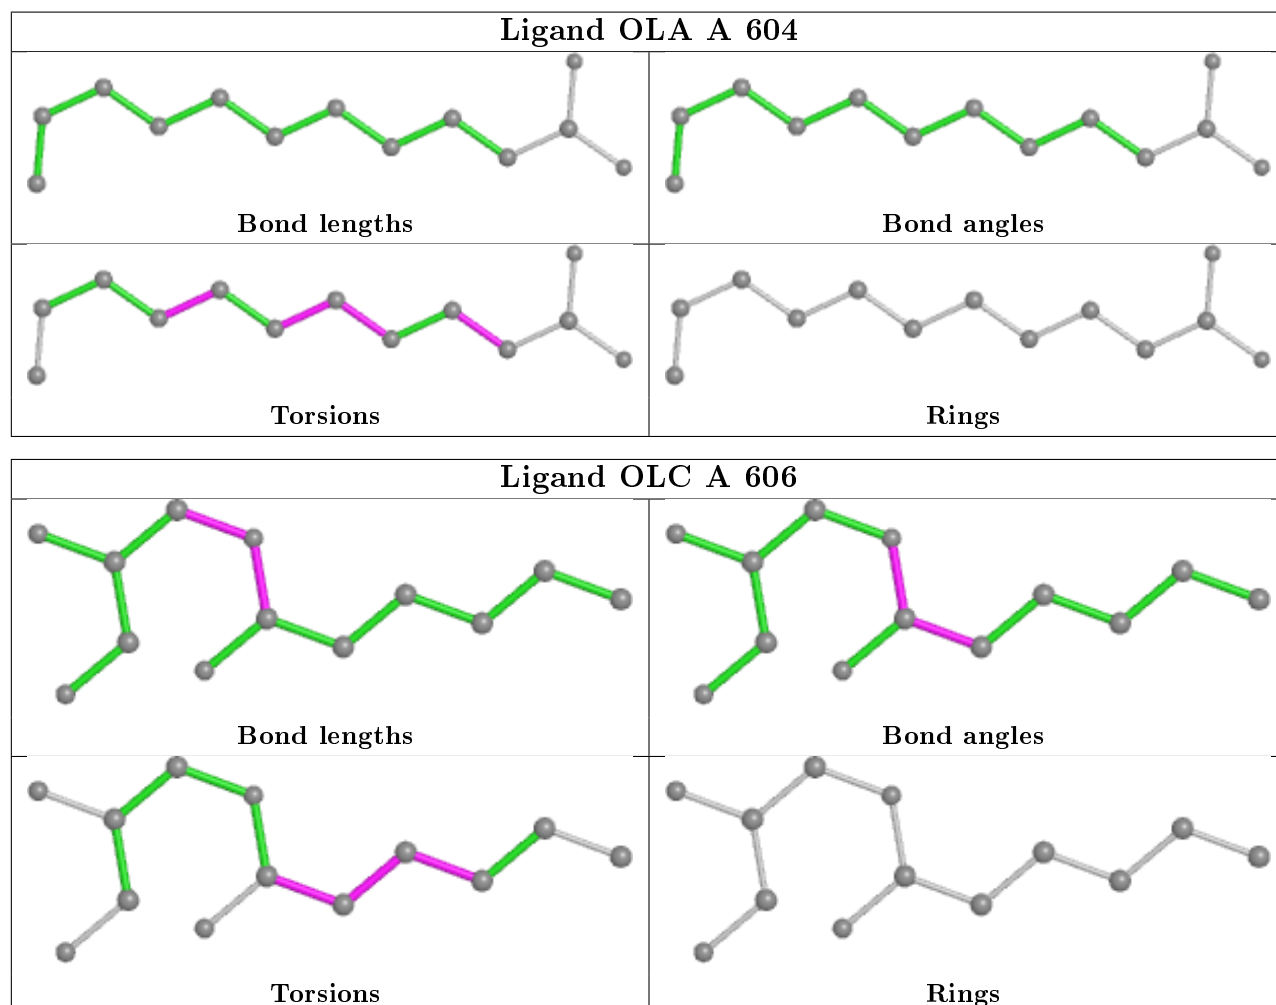 Ligand OLA A 604
Bond lengths
Bond angles
Torsions
Rings
Ligand OLC A 606
Bond lengths
Bond angles
Torsions
Rings